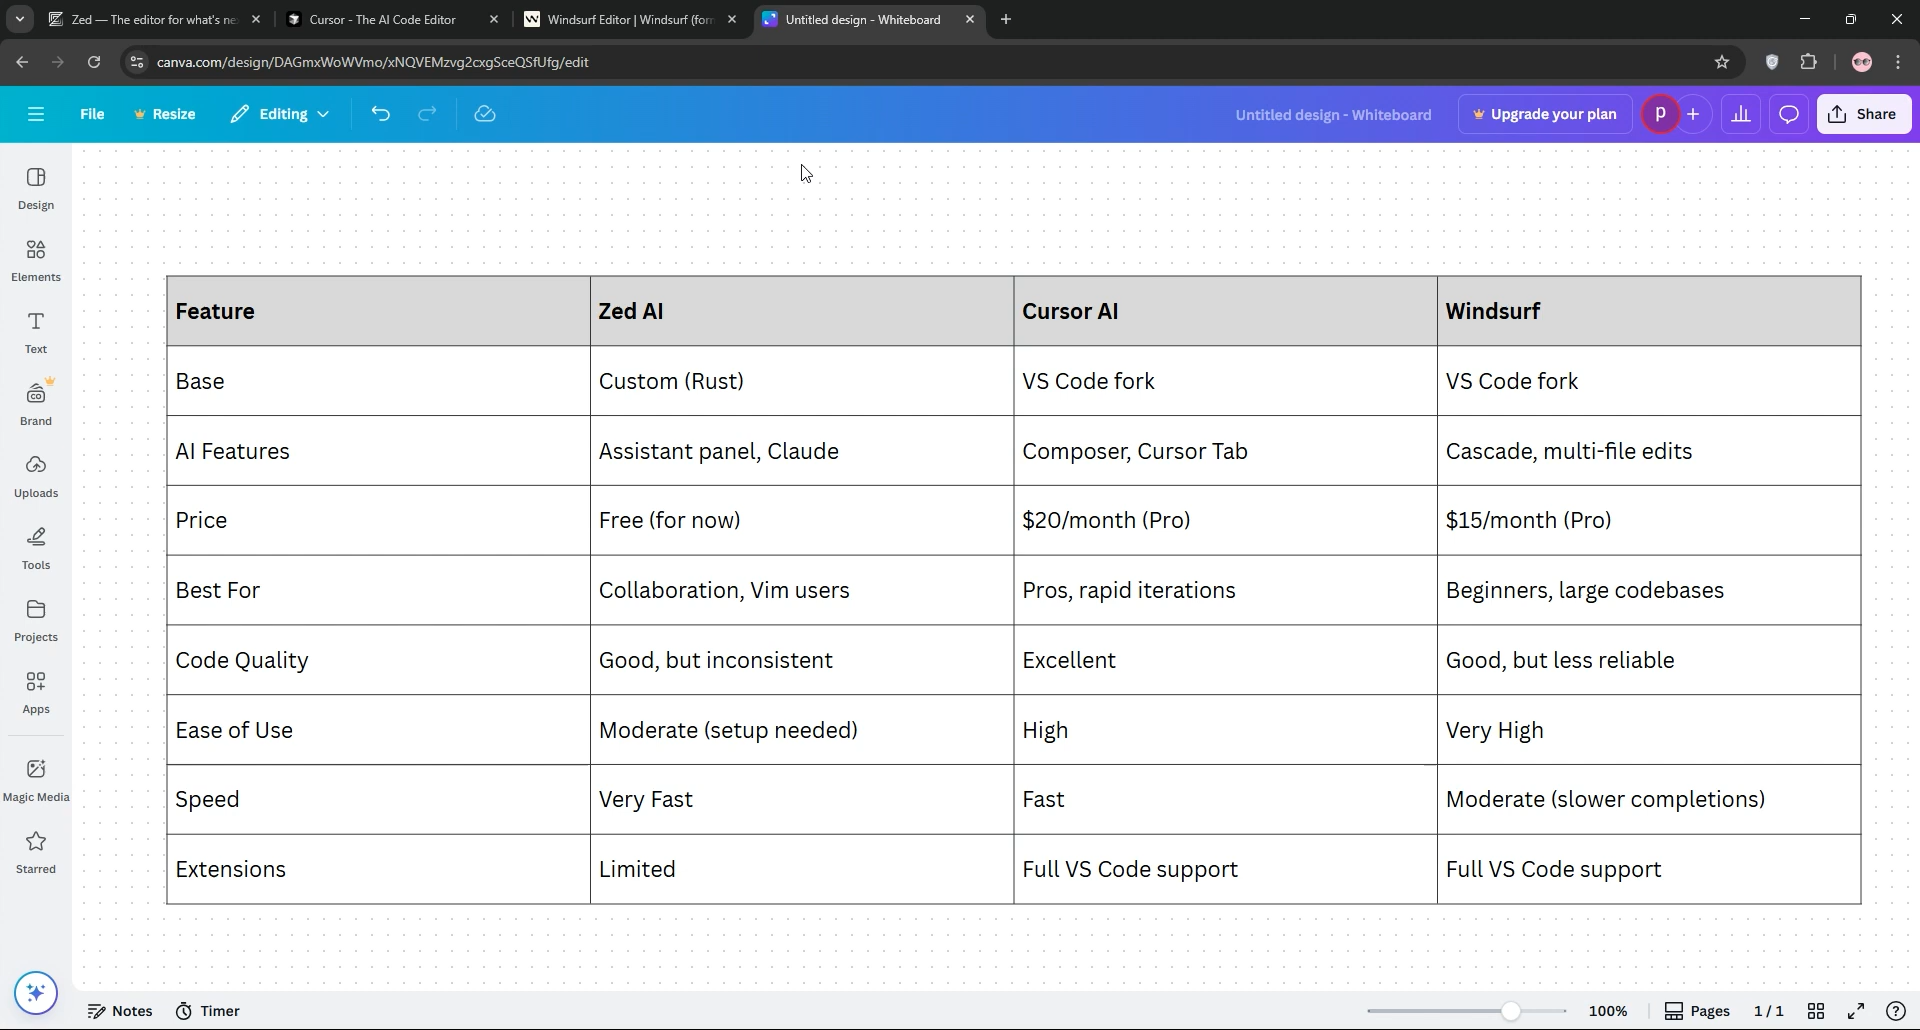 Zed — The editor for what's ne
Cursor - The AI Code Editor
Windsurf Editor | Windsurf (form
Untitled design - Whiteboard
canva.com/design/DAGmxWoWVmo/xNQVEMzvg2cxgSceQSfUfg/edit
File
Resize
Editing
Untitled design - Whiteboard
Upgrade your plan
P
Share
Design
Elements
Text
Brand
Uploads
Tools
Projects
Apps
Magic Media
Starred
Feature Zed AI Cursor AI Windsurf
Base Custom (Rust) VS Code fork VS Code fork
AI Features Assistant panel, Claude Composer, Cursor Tab Cascade, multi-file edits
Price Free (for now) $20/month (Pro) $15/month (Pro)
Best For Collaboration, Vim users Pros, rapid iterations Beginners, large codebases
Code Quality Good, but inconsistent Excellent Good, but less reliable
Ease of Use Moderate (setup needed) High Very High
Speed Very Fast Fast Moderate (slower completions)
Extensions Limited Full VS Code support Full VS Code support
Notes Timer 100% Pages 1 / 1